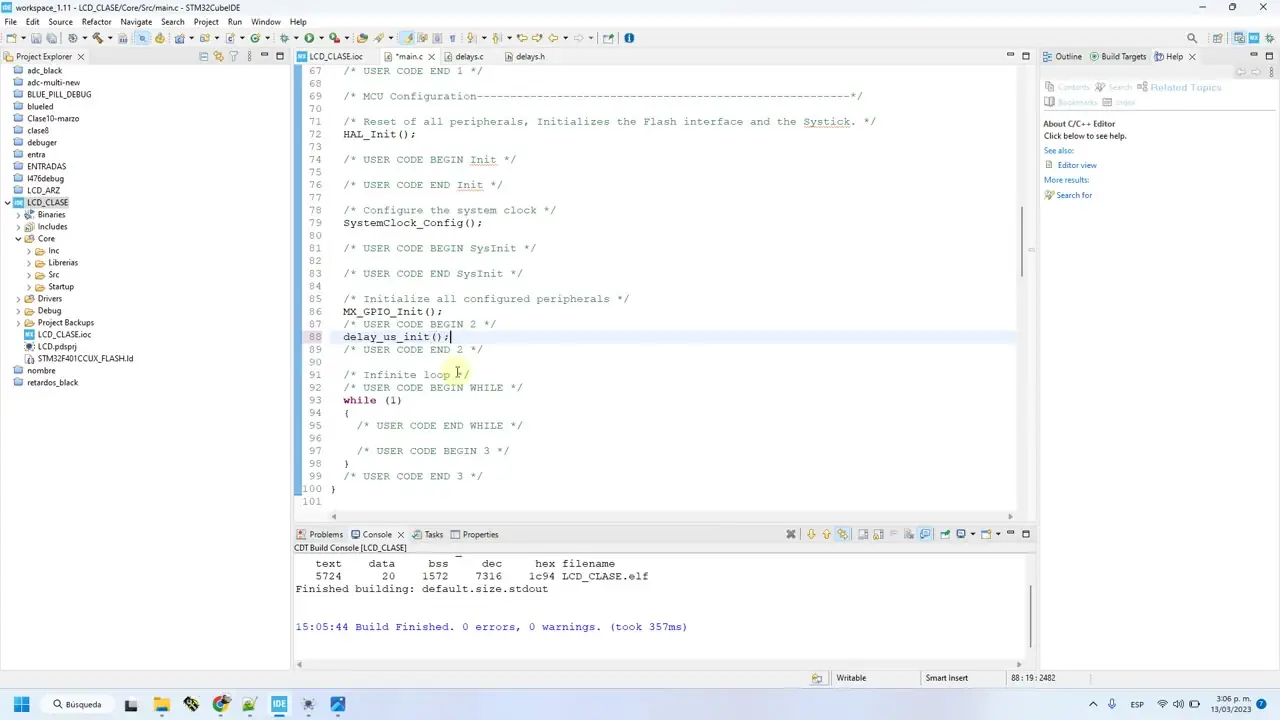 workspace_1.11 - LCD_CLASE/Core/Src/main.c - STM32CubeIDE
File Edit Source Refactor Navigate Search Project Run Window Help
Project Explorer
LCD_CLASE.ioc
*main.c
delays.c
delays.h
Outline
Build Targets
Help
adc_black
adc-multi-new
BLUE_PILL_DEBUG
blueled
Clase10-marzo
clase8
debuger
entra
ENTRADAS
l476debug
LCD_ARZ
LCD_CLASE
Binaries
Includes
Core
Inc
Librerias
Src
Startup
Drivers
Debug
Project Backups
LCD_CLASE.ioc
LCD.pdsprj
STM32F401CCUX_FLASH.ld
nombre
retardos_black
67 /* USER CODE END 1 */
68
69 /* MCU Configuration--------------------------------------------------------*/
70
71 /* Reset of all peripherals, Initializes the Flash interface and the Systick. */
72 HAL_Init();
73
74 /* USER CODE BEGIN Init */
75
76 /* USER CODE END Init */
77
78 /* Configure the system clock */
79 SystemClock_Config();
80
81 /* USER CODE BEGIN SysInit */
82
83 /* USER CODE END SysInit */
84
85 /* Initialize all configured peripherals */
86 MX_GPIO_Init();
87 /* USER CODE BEGIN 2 */
88 delay_us_init();
89 /* USER CODE END 2 */
90
91 /* Infinite loop */
92 /* USER CODE BEGIN WHILE */
93 while (1)
94 {
95 /* USER CODE END WHILE */
96
97 /* USER CODE BEGIN 3 */
98 }
99 /* USER CODE END 3 */
100 }
101
Contents Search Related Topics
Bookmarks Index
About C/C++ Editor
Click below to see help.
See also:
Editor view
More results:
Search for
Problems Console Tasks Properties
CDT Build Console [LCD_CLASE]
text data bss dec hex filename
5724 20 1572 7316 1c94 LCD_CLASE.elf
Finished building: default.size.stdout
15:05:44 Build Finished. 0 errors, 0 warnings. (took 357ms)
Writable
Smart Insert
88 : 19 : 2482
Búsqueda
IDE
ESP
3:06 p. m.
13/03/2023